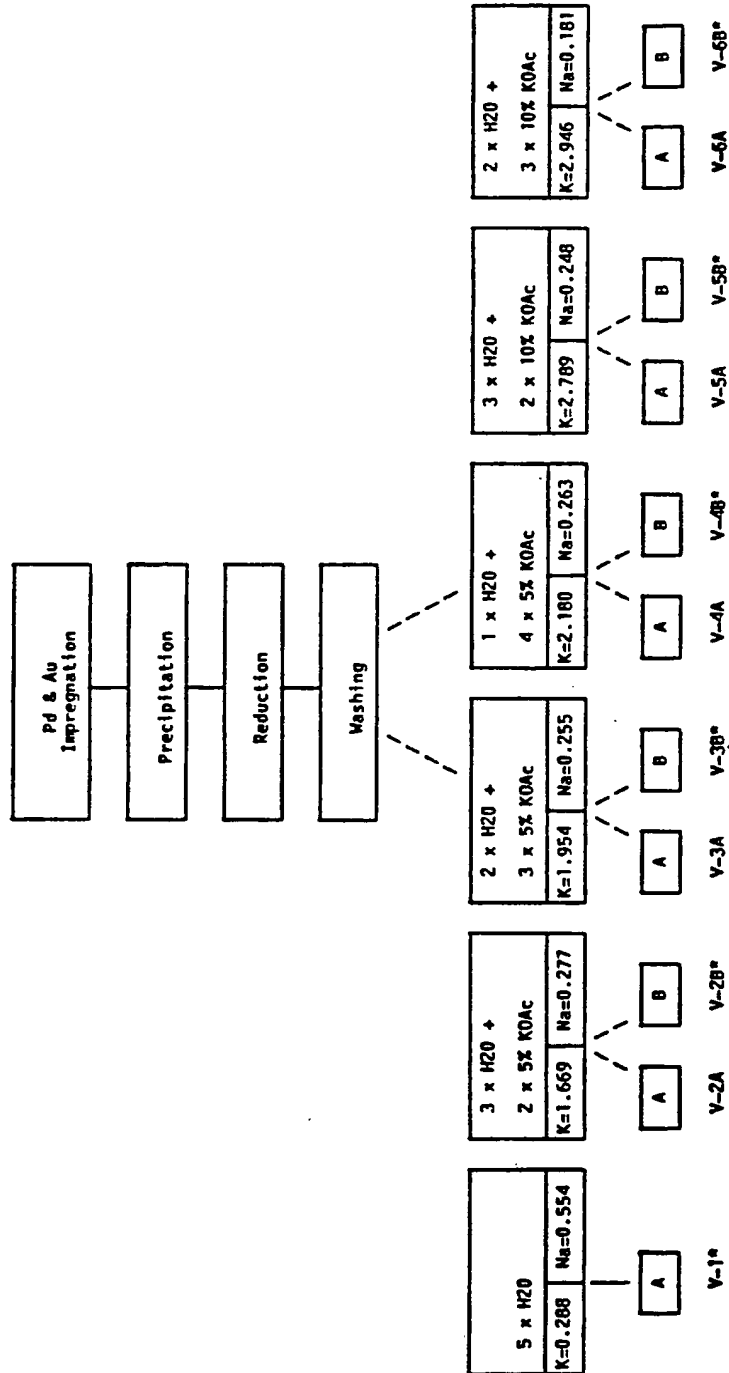 Pd & Au
Impregnation
Precipitation
Reduction
Washing
5 x H2O
K=0.288 Na=0.554
A
V-1*
3 x H2O +
2 x 5% KOAc
K=1.669 Na=0.277
A B
V-2A V-2B*
2 x H2O +
3 x 5% KOAc
K=1.954 Na=0.255
A B
V-3A V-3B*
1 x H2O +
4 x 5% KOAc
K=2.180 Na=0.263
A B
V-4A V-4B*
3 x H2O +
2 x 10% KOAc
K=2.789 Na=0.248
A B
V-5A V-5B*
2 x H2O +
3 x 10% KOAc
K=2.946 Na=0.181
A B
V-6A V-6B*